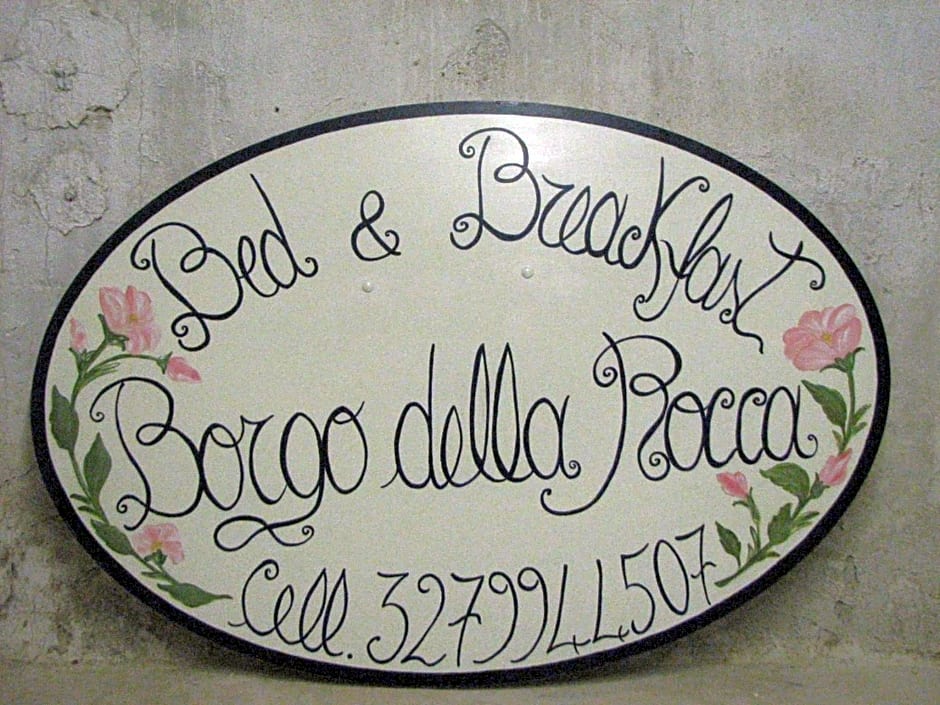 Bed & Breakfast
Borgo della Rocca
Cell. 3279944507